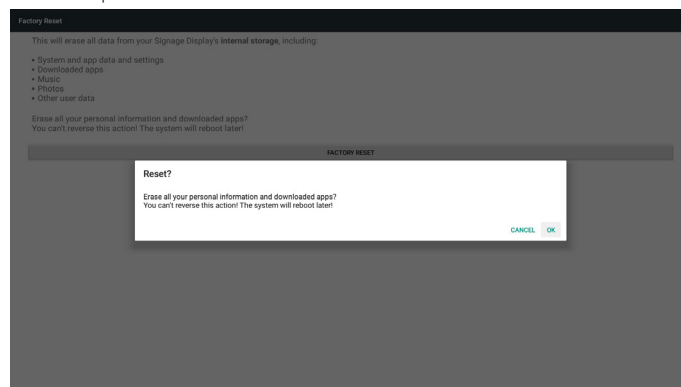 Factory Reset
This will erase all data from your Signage Display's internal storage, including:
• System and app data and settings
• Downloaded apps
• Music
• Photos
• Other user data
Erase all your personal information and downloaded apps?
You can't reverse this action! The system will reboot later!
FACTORY RESET
Reset?
Erase all your personal information and downloaded apps?
You can't reverse this action! The system will reboot later!
CANCEL OK